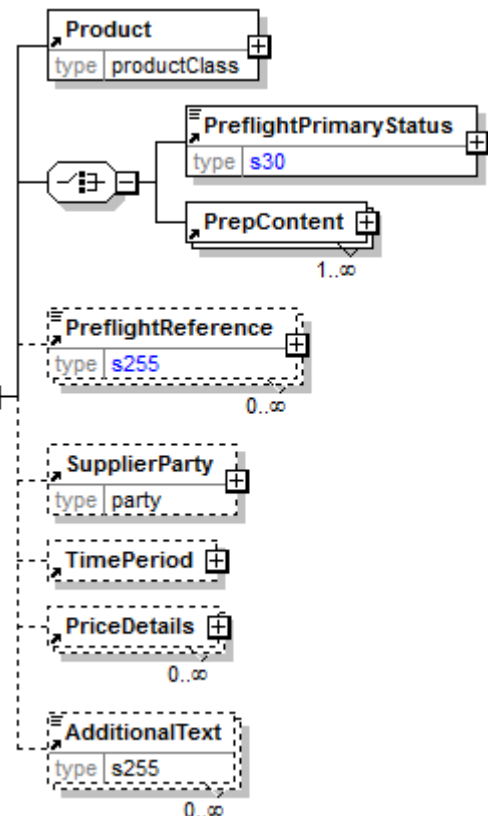 Product
type productClass
PreflightPrimaryStatus
type s30
PrepContent
1..∞
PreflightReference
type s255
0..∞
SupplierParty
type party
TimePeriod
PriceDetails
0..∞
AdditionalText
type s255
0..∞